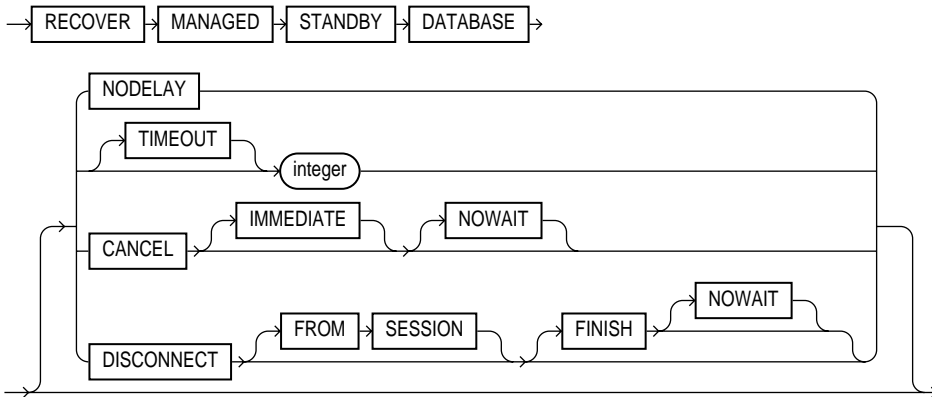 RECOVER MANAGED STANDBY DATABASE
NODELAY
TIMEOUT
integer
IMMEDIATE NOWAIT
CANCEL
NOWAIT
FROM SESSION FINISH
DISCONNECT